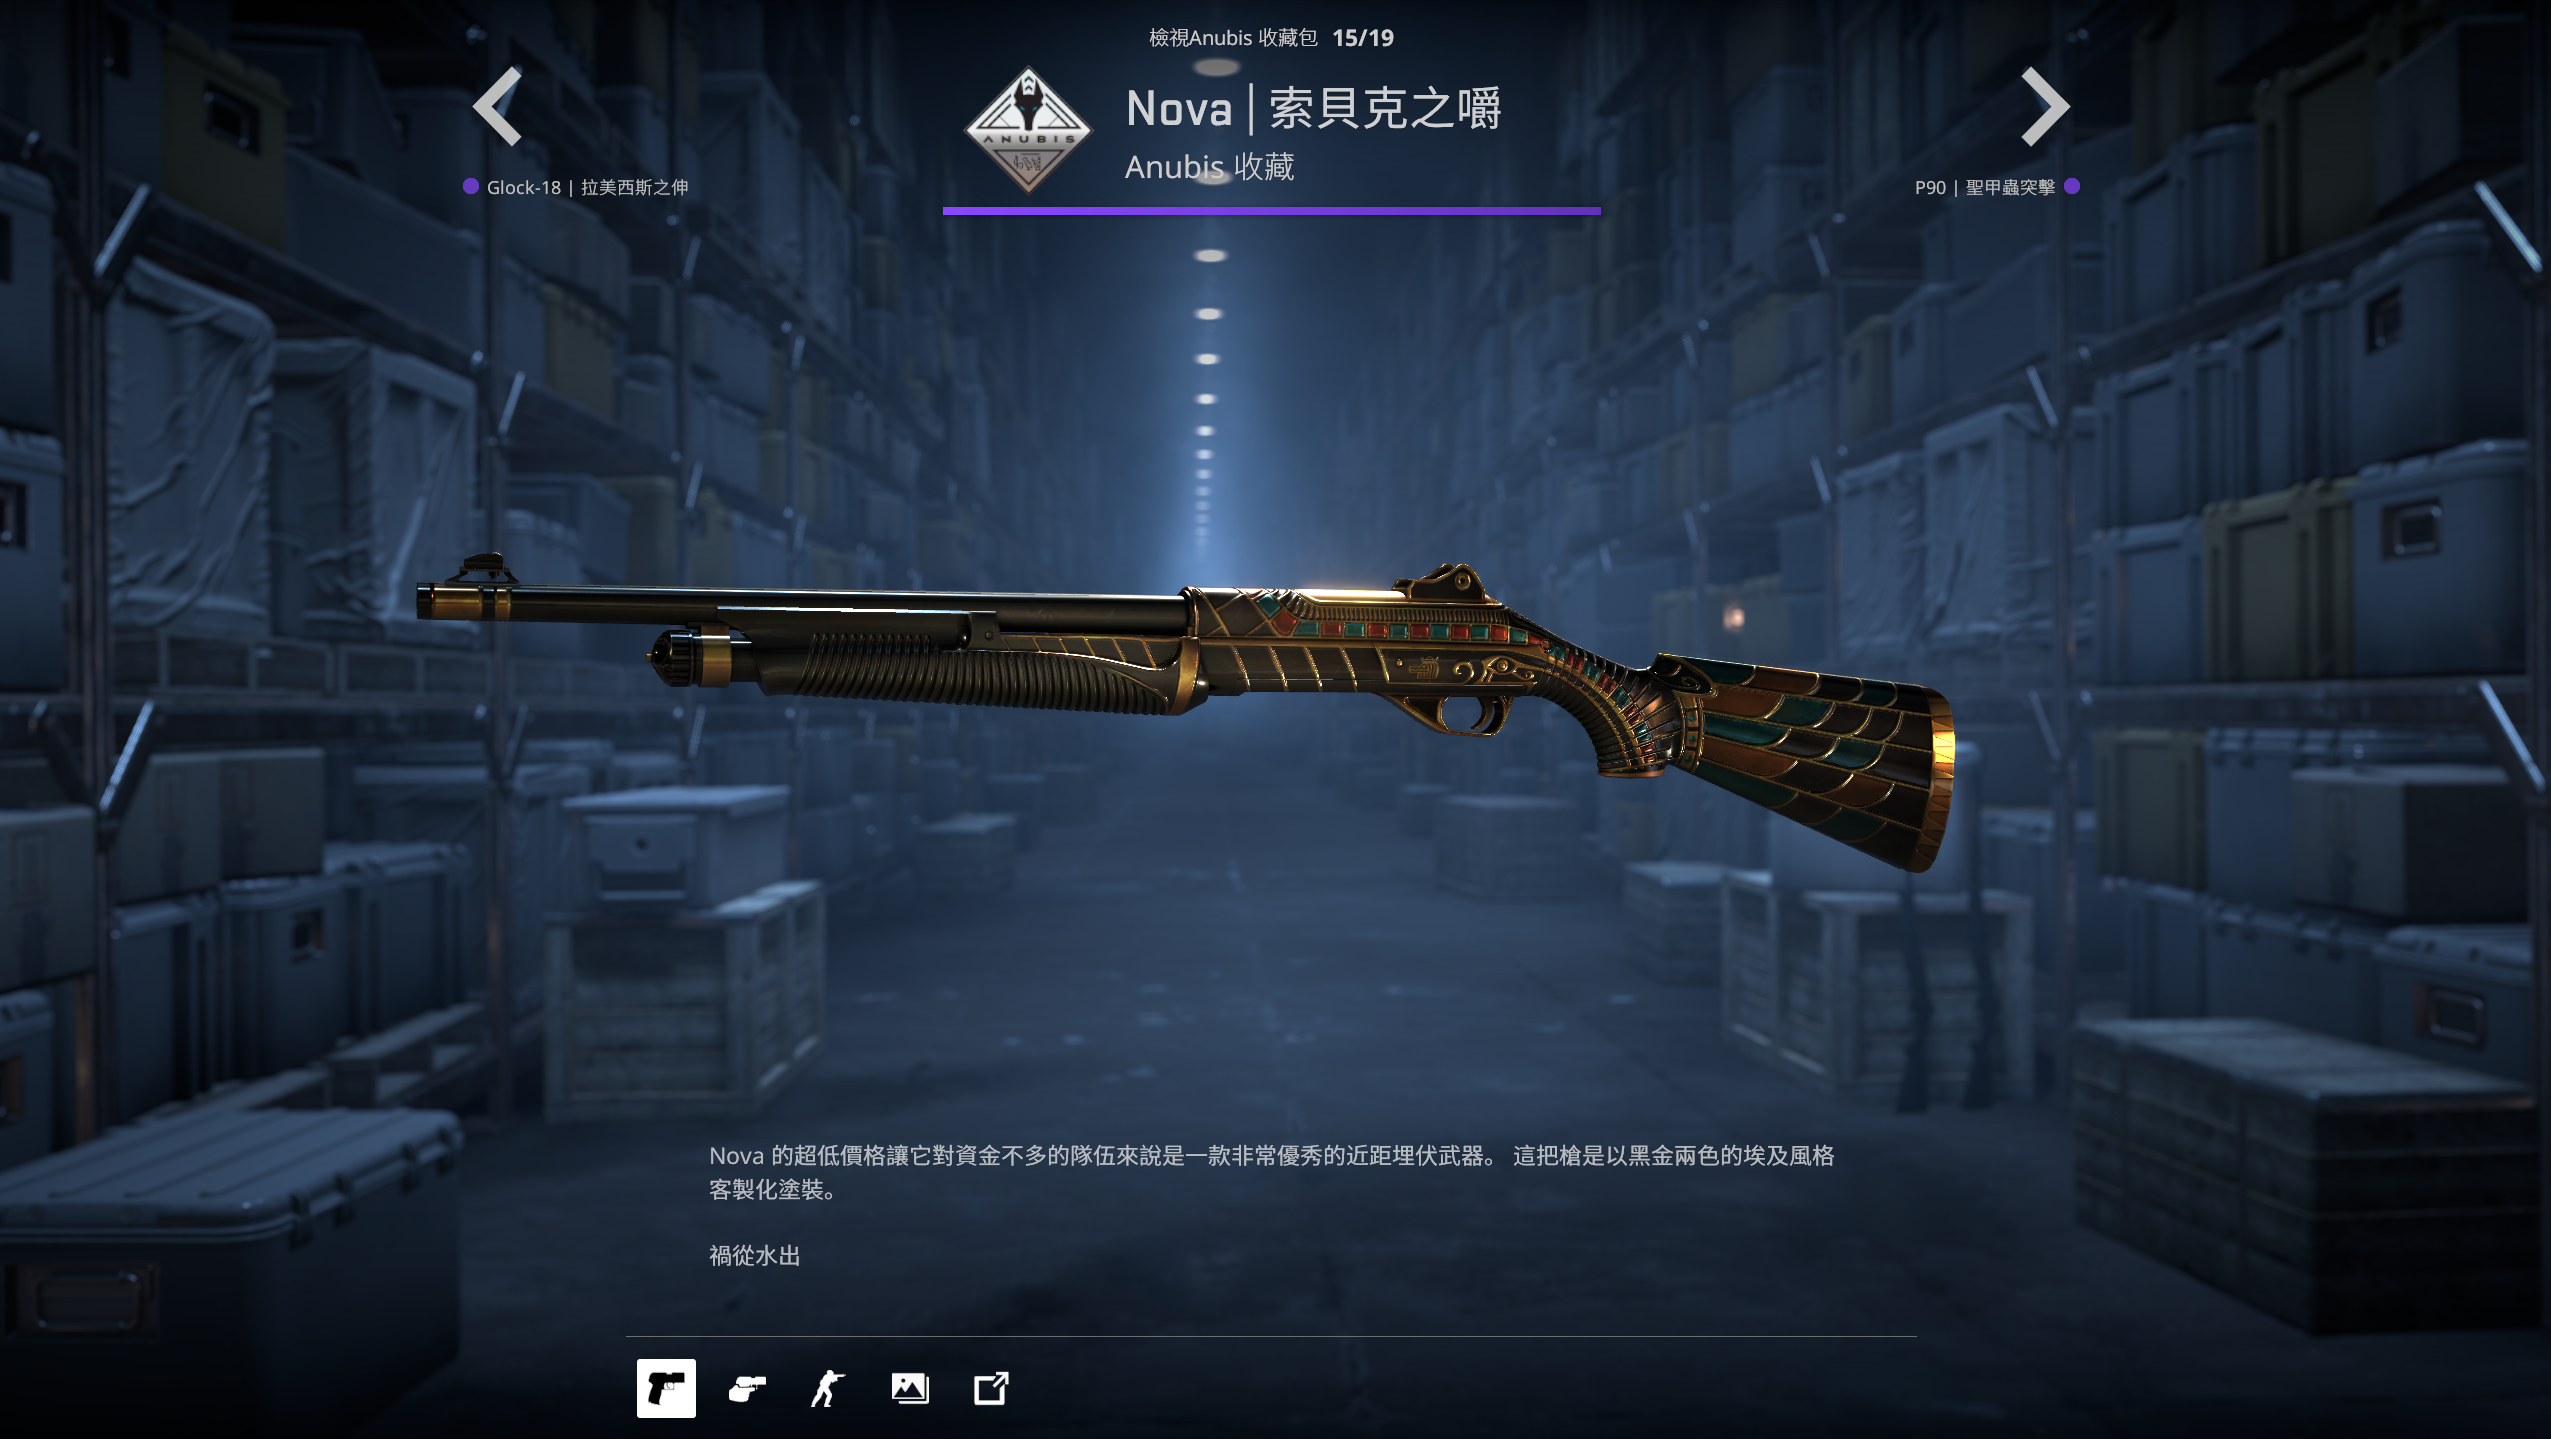 檢視Anubis 收藏包 15/19
Nova | 索貝克之嚼
ANUBIS
Anubis 收藏
Glock-18 | 拉美西斯之伸
P90 | 聖甲蟲突擊
Nova 的超低價格讓它對資金不多的隊伍來說是一款非常優秀的近距埋伏武器。 這把槍是以黑金兩色的埃及風格
客製化塗裝。
禍從水出